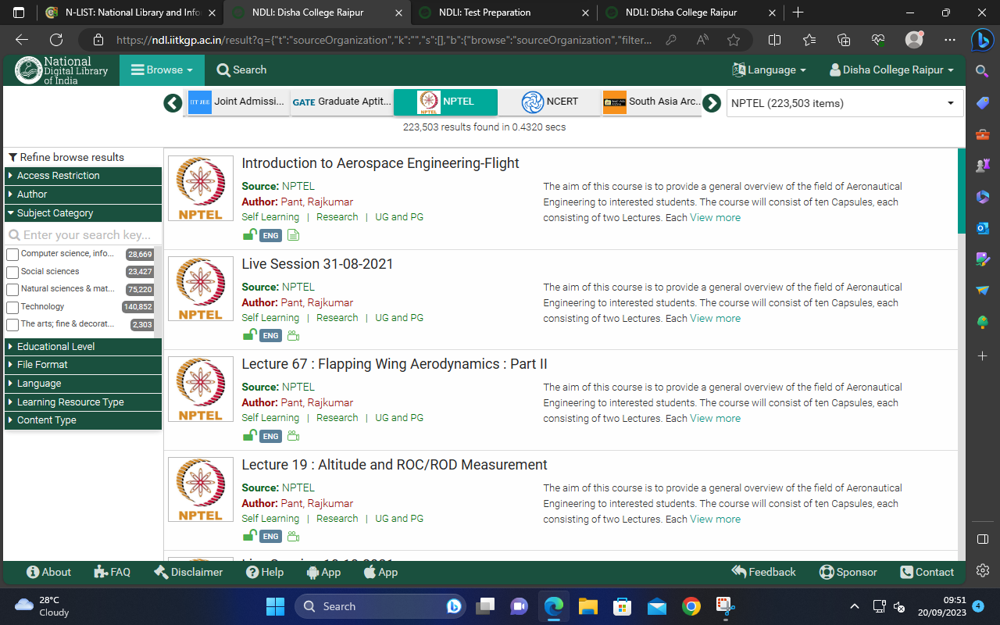 N-LIST: National Library and Info
NDLI: Disha College Raipur
NDLI: Test Preparation
NDLI: Disha College Raipur
https://ndl.iitkgp.ac.in/result?q={"t":"sourceOrganization","k":"","s":[],"b":{"browse":"sourceOrganization","filter...
National
Digital Library
of India
Browse
Search
Language
Disha College Raipur
IIT JEE
Joint Admissi...
GATE Graduate Aptit...
NPTEL
NPTEL
NCERT
South Asia Arc...
NPTEL (223,503 items)
223,503 results found in 0.4320 secs
Refine browse results
Access Restriction
Author
Subject Category
Enter your search key...
Computer science, info... 28,669
Social sciences 23,427
Natural sciences & mat... 75,220
Technology 140,852
The arts; fine & decorat... 2,303
Educational Level
File Format
Language
Learning Resource Type
Content Type
NPTEL
Introduction to Aerospace Engineering-Flight
Source: NPTEL
Author: Pant, Rajkumar
Self Learning | Research | UG and PG
ENG
The aim of this course is to provide a general overview of the field of Aeronautical
Engineering to interested students. The course will consist of ten Capsules, each
consisting of two Lectures. Each View more
NPTEL
Live Session 31-08-2021
Source: NPTEL
Author: Pant, Rajkumar
Self Learning | Research | UG and PG
ENG
The aim of this course is to provide a general overview of the field of Aeronautical
Engineering to interested students. The course will consist of ten Capsules, each
consisting of two Lectures. Each View more
NPTEL
Lecture 67 : Flapping Wing Aerodynamics : Part II
Source: NPTEL
Author: Pant, Rajkumar
Self Learning | Research | UG and PG
ENG
The aim of this course is to provide a general overview of the field of Aeronautical
Engineering to interested students. The course will consist of ten Capsules, each
consisting of two Lectures. Each View more
NPTEL
Lecture 19 : Altitude and ROC/ROD Measurement
Source: NPTEL
Author: Pant, Rajkumar
Self Learning | Research | UG and PG
ENG
The aim of this course is to provide a general overview of the field of Aeronautical
Engineering to interested students. The course will consist of ten Capsules, each
consisting of two Lectures. Each View more
About
FAQ
Disclaimer
Help
App
App
Feedback
Sponsor
Contact
28°C
Cloudy
Search
09:51
20/09/2023
4